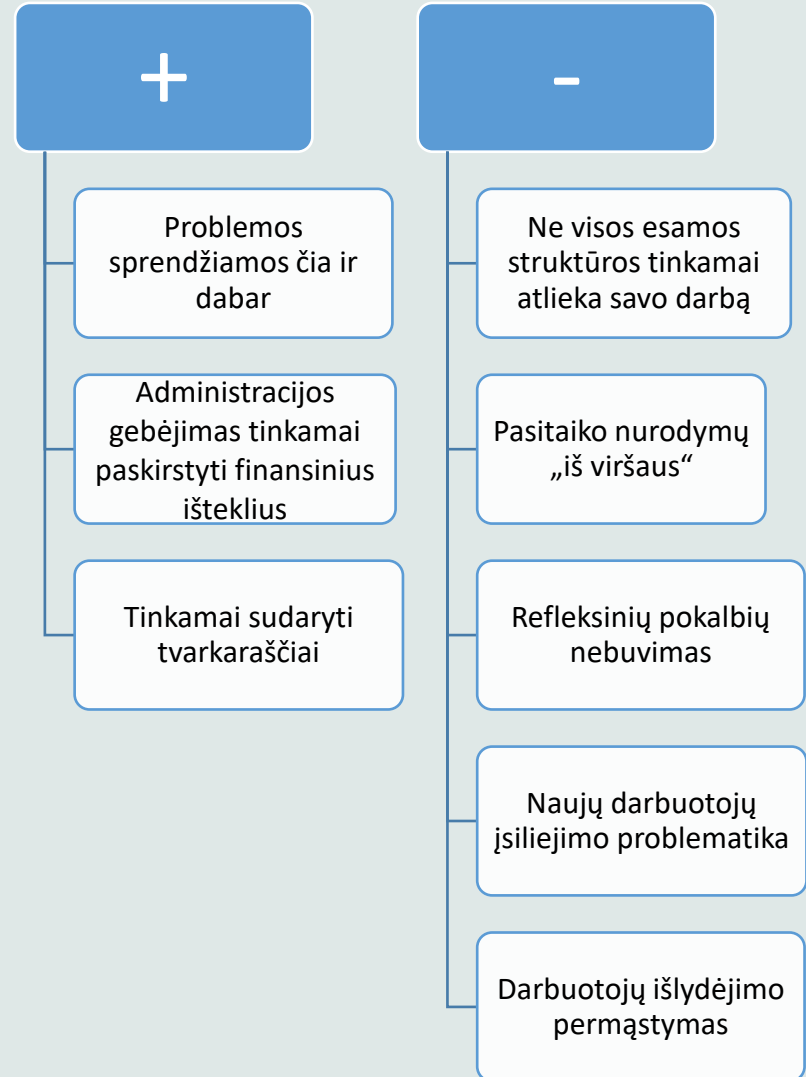 +
Problemos
sprendžiamos čia ir
dabar
Administracijos
gebėjimas tinkamai
paskirstyti finansinius
išteklius
Tinkamai sudaryti
tvarkaraščiai
-
Ne visos esamos
struktūros tinkamai
atlieka savo darbą
Pasitaiko nurodymų
„iš viršaus“
Refleksinių pokalbių
nebuvimas
Naujų darbuotojų
įsiliejimo problematika
Darbuotojų išlydėjimo
permąstymas